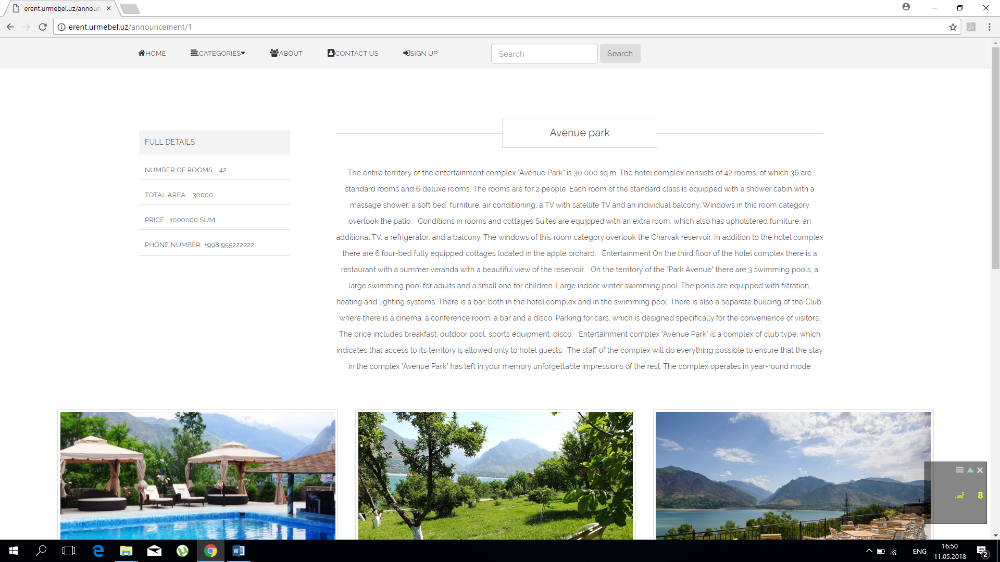 erent.urmebel.uz/announ
erent.urmebel.uz/announcement/1
HOME CATEGORIES ABOUT CONTACT US SIGN UP Search Search
FULL DETAILS
NUMBER OF ROOMS: 42
TOTAL AREA: 30000
PRICE 1000000 SUM
PHONE NUMBER +998 955222222
Avenue park
The entire territory of the entertainment complex "Avenue Park" is 30 000 sq.m. The hotel complex consists of 42 rooms, of which 36 are
standard rooms and 6 deluxe rooms. The rooms are for 2 people. Each room of the standard class is equipped with a shower cabin with a
massage shower, a soft bed, furniture, air conditioning, a TV with satellite TV and an individual balcony. Windows in this room category
overlook the patio. Conditions in rooms and cottages Suites are equipped with an extra room, which also has upholstered furniture, an
additional TV, a refrigerator, and a balcony. The windows of this room category overlook the Charvak reservoir. In addition to the hotel complex
there are 6 four-bed fully equipped cottages located in the apple orchard. Entertainment On the third floor of the hotel complex there is a
restaurant with a summer veranda with a beautiful view of the reservoir. On the territory of the "Park Avenue" there are 3 swimming pools, a
large swimming pool for adults and a small one for children. Large indoor winter swimming pool. The pools are equipped with filtration,
heating and lighting systems. There is a bar, both in the hotel complex and in the swimming pool. There is also a separate building of the Club,
where there is a cinema, a conference room, a bar and a disco. Parking for cars, which is designed specifically for the convenience of visitors.
The price includes breakfast, outdoor pool, sports equipment, disco. Entertainment complex "Avenue Park" is a complex of club type, which
indicates that access to its territory is allowed only to hotel guests. The staff of the complex will do everything possible to ensure that the stay
in the complex "Avenue Park" has left in your memory unforgettable impressions of the rest. The complex operates in year-round mode
8
ENG
16:50
11.05.2018
2